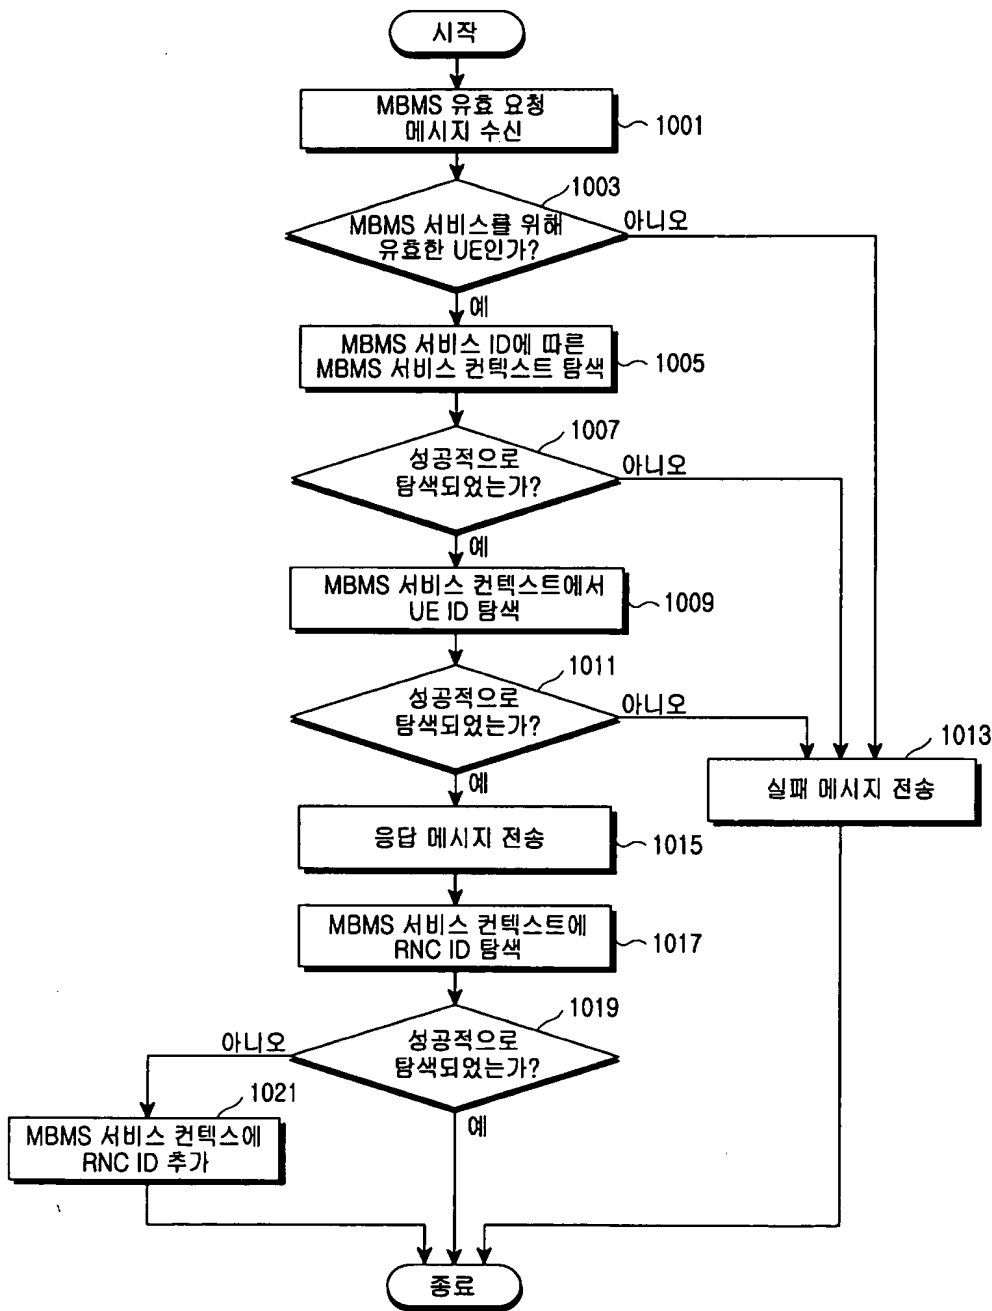 시작
MBMS 유효 요청
메시지 수신
1001
1003
MBMS 서비스를 위해
유효한 UE인가?
아니오
예
MBMS 서비스 ID에 따른
MBMS 서비스 컨텍스트 탐색
1005
1007
성공적으로
탐색되었는가?
아니오
예
MBMS 서비스 컨텍스트에서
UE ID 탐색
1009
1011
성공적으로
탐색되었는가?
아니오
예
1013
실패 메시지 전송
응답 메시지 전송
1015
MBMS 서비스 컨텍스트에
RNC ID 탐색
1017
1019
성공적으로
탐색되었는가?
아니오
예
1021
MBMS 서비스 컨텍스에
RNC ID 추가
종료